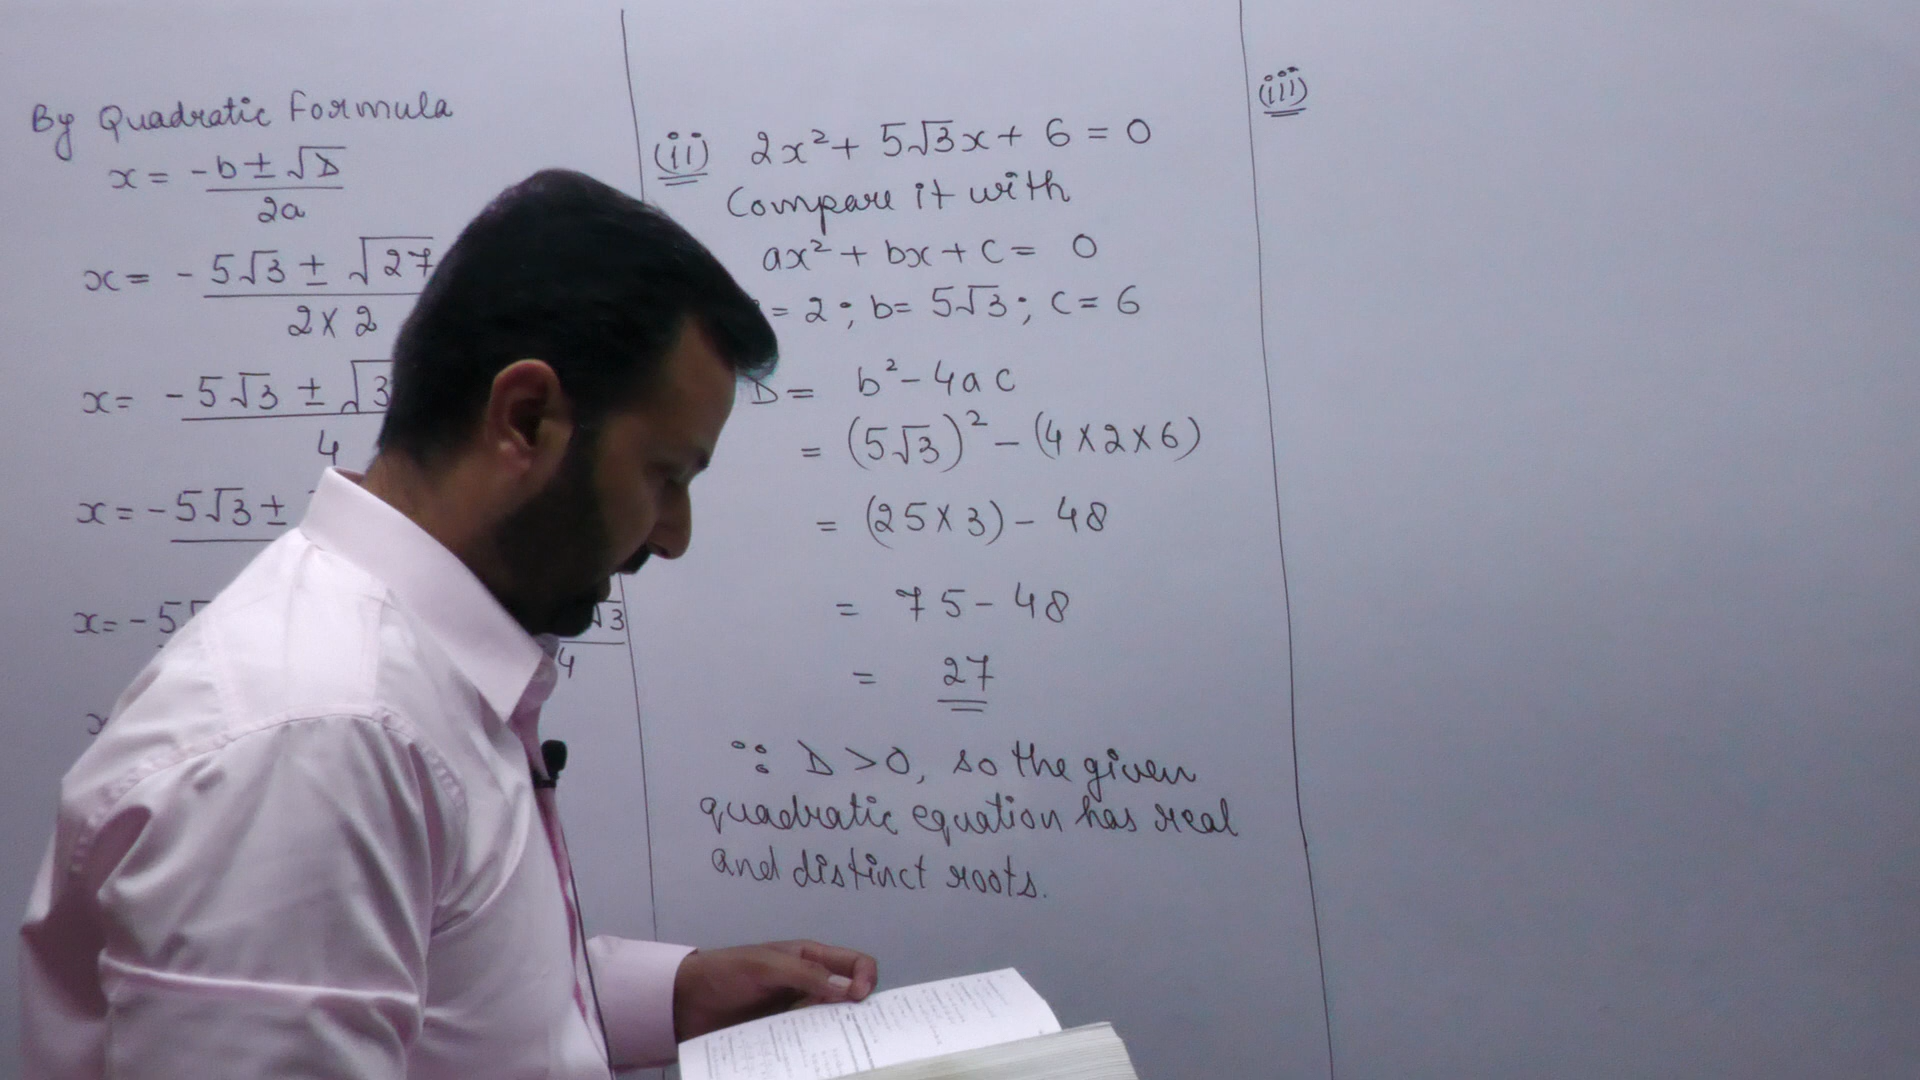 By Quadratic Formula
x = -b ± √D / 2a
x = - 5√3 ± √27 / 2 × 2
x = - 5√3 ± √3 / 4
x = - 5√3 ±
x = - 5
√3 / 4
x
(ii) 2x² + 5√3x + 6 = 0
Compare it with
ax² + bx + c = 0
= 2 ; b = 5√3 ; c = 6
D = b² - 4ac
= (5√3)² - (4 × 2 × 6)
= (25 × 3) - 48
= 75 - 48
= 27
∵ D > 0, so the given
quadratic equation has real
and distinct roots.
(iii)